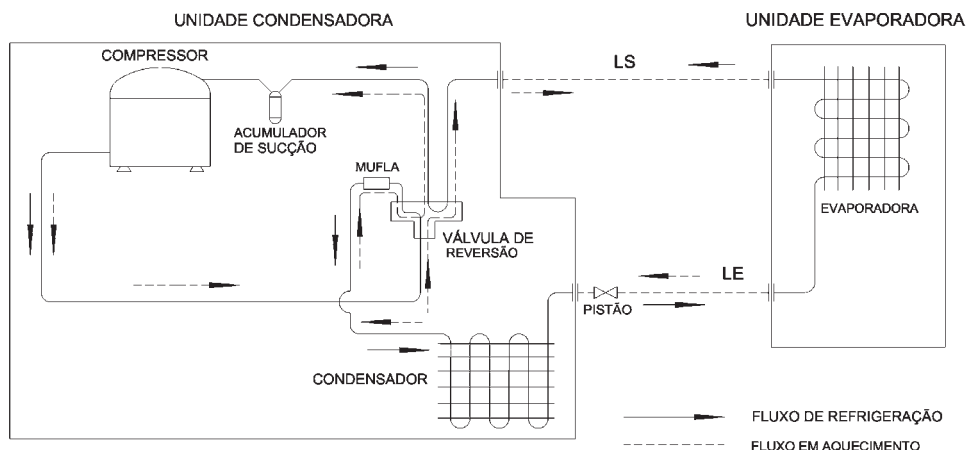 UNIDADE CONDENSADORA
UNIDADE EVAPORADORA
COMPRESSOR
LS
ACUMULADOR
DE SUCÇÃO
MUFLA
EVAPORADORA
VÁLVULA DE
REVERSÃO
LE
PISTÃO
CONDENSADOR
FLUXO DE REFRIGERAÇÃO
FLUXO EM AQUECIMENTO